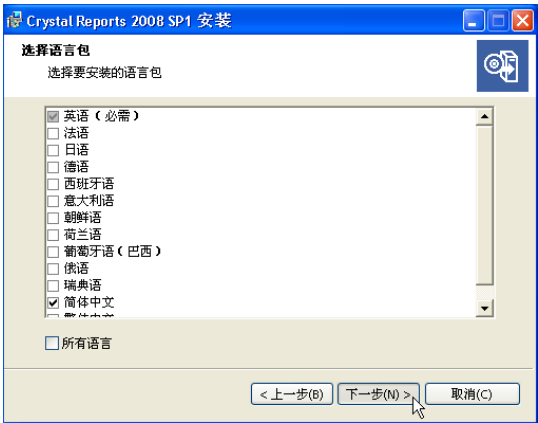 Crystal Reports 2008 SP1 安装
选择语言包
选择要安装的语言包
英语（必需）
法语
日语
德语
西班牙语
意大利语
朝鲜语
荷兰语
葡萄牙语（巴西）
俄语
瑞典语
简体中文
所有语言
< 上一步(B)
下一步(N) >
取消(C)